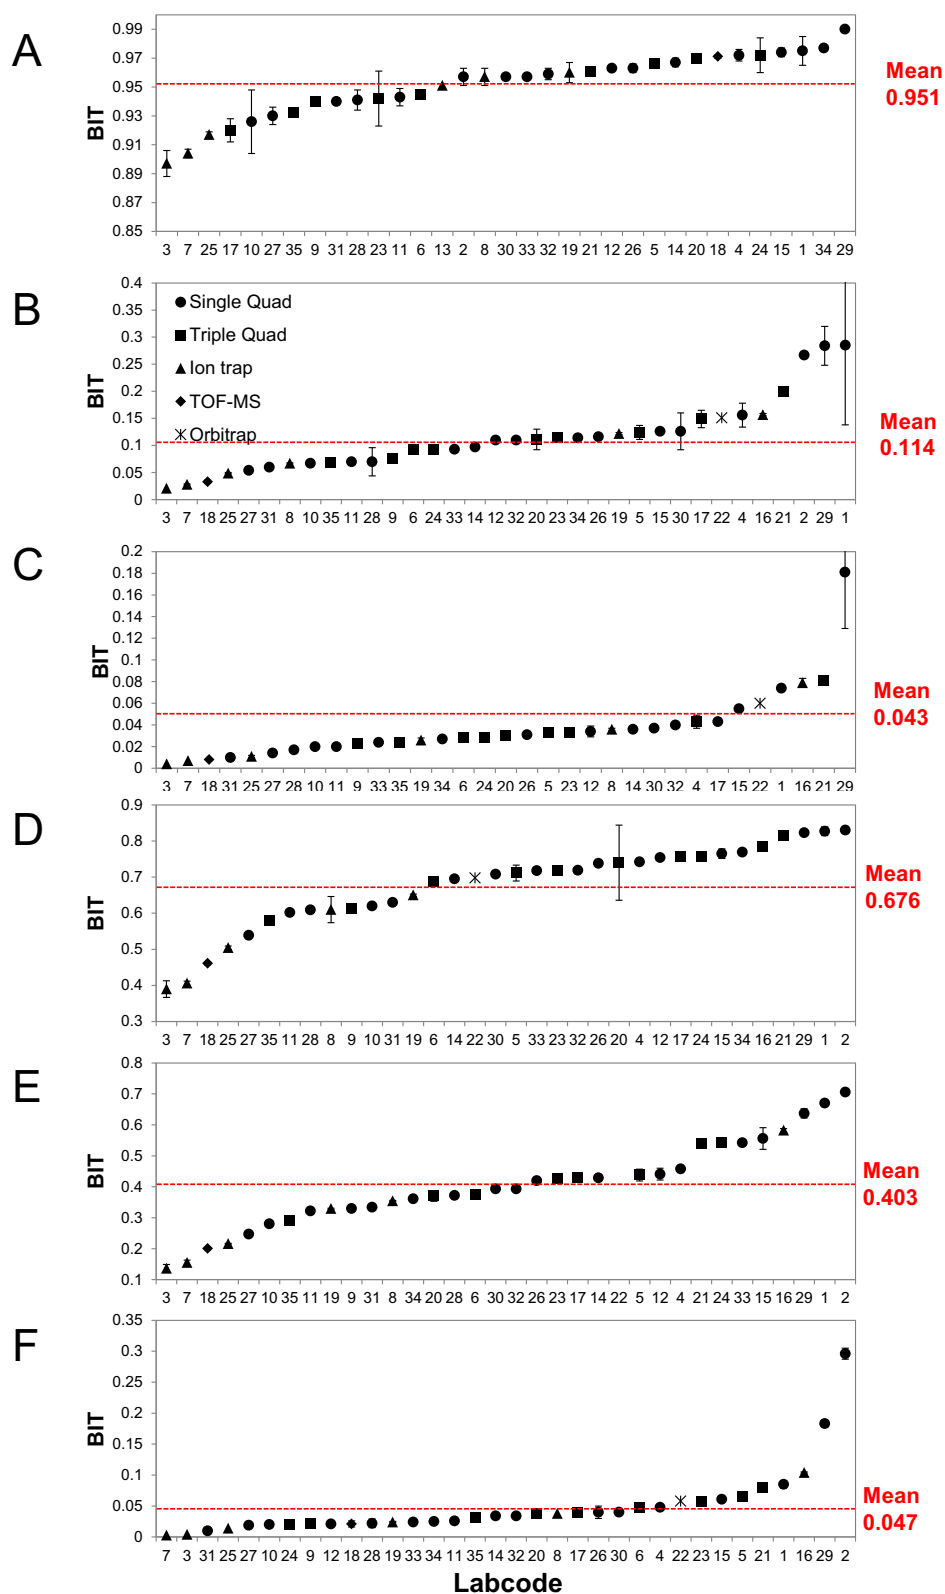 A
BIT
0.99
0.97
0.95
0.93
0.91
0.89
0.87
0.85
Mean
0.951
3 7 25 17 10 27 35 9 31 28 23 11 6 13 2 8 30 33 32 19 21 12 26 5 14 20 18 4 24 15 1 34 29
B
BIT
0.4
0.35
0.3
0.25
0.2
0.15
0.1
0.05
0
Single Quad
Triple Quad
Ion trap
TOF-MS
Orbitrap
Mean
0.114
3 7 18 25 27 31 8 10 35 11 28 9 6 24 33 14 12 32 20 23 34 26 19 5 15 30 17 22 4 16 21 2 29 1
C
BIT
0.2
0.18
0.16
0.14
0.12
0.1
0.08
0.06
0.04
0.02
0
Mean
0.043
3 7 18 31 25 27 28 10 11 9 33 35 19 34 6 24 20 26 5 23 12 8 14 30 32 4 17 15 22 1 16 21 29
D
BIT
0.9
0.8
0.7
0.6
0.5
0.4
0.3
Mean
0.676
3 7 18 25 27 35 11 28 8 9 10 31 19 6 14 22 30 5 33 23 32 26 20 4 12 17 24 15 34 16 21 29 1 2
E
BIT
0.8
0.7
0.6
0.5
0.4
0.3
0.2
0.1
Mean
0.403
3 7 18 25 27 10 35 11 19 9 31 8 34 20 28 6 30 32 26 23 17 14 22 5 12 4 21 24 33 15 16 29 1 2
F
BIT
0.35
0.3
0.25
0.2
0.15
0.1
0.05
0
Mean
0.047
7 3 31 25 27 10 24 9 12 18 28 19 33 34 11 35 14 32 20 8 17 26 30 6 4 22 23 15 5 21 1 16 29 2
Labcode